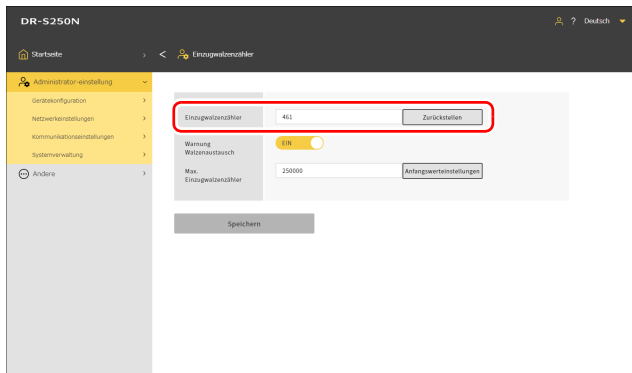 DR-S250N
? Deutsch
Startseite
< Einzugwalzenzähler
Administrator-einstellung
Gerätekonfiguration
Netzwerkeinstellungen
Kommunikationseinstellungen
Systemverwaltung
Andere
Einzugwalzenzähler 461 Zurückstellen
Warnung
Walzenaustausch
EIN
Max.
Einzugwalzenzähler
250000 Anfangswerteinstellungen
Speichern